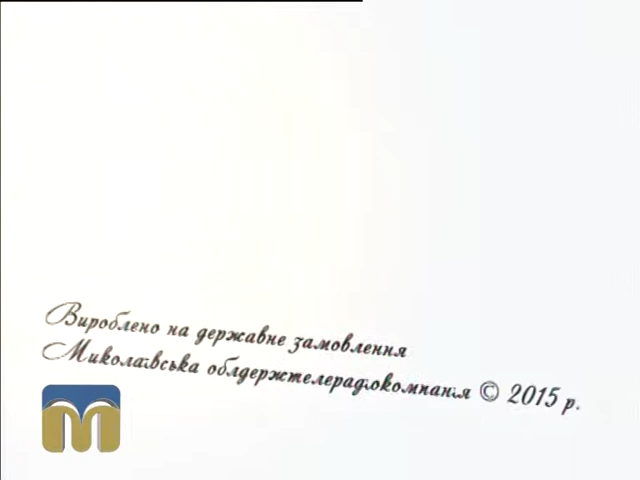 Вироблено на державне замовлення
Миколаївська облдержтелерадіокомпанія © 2015 р.